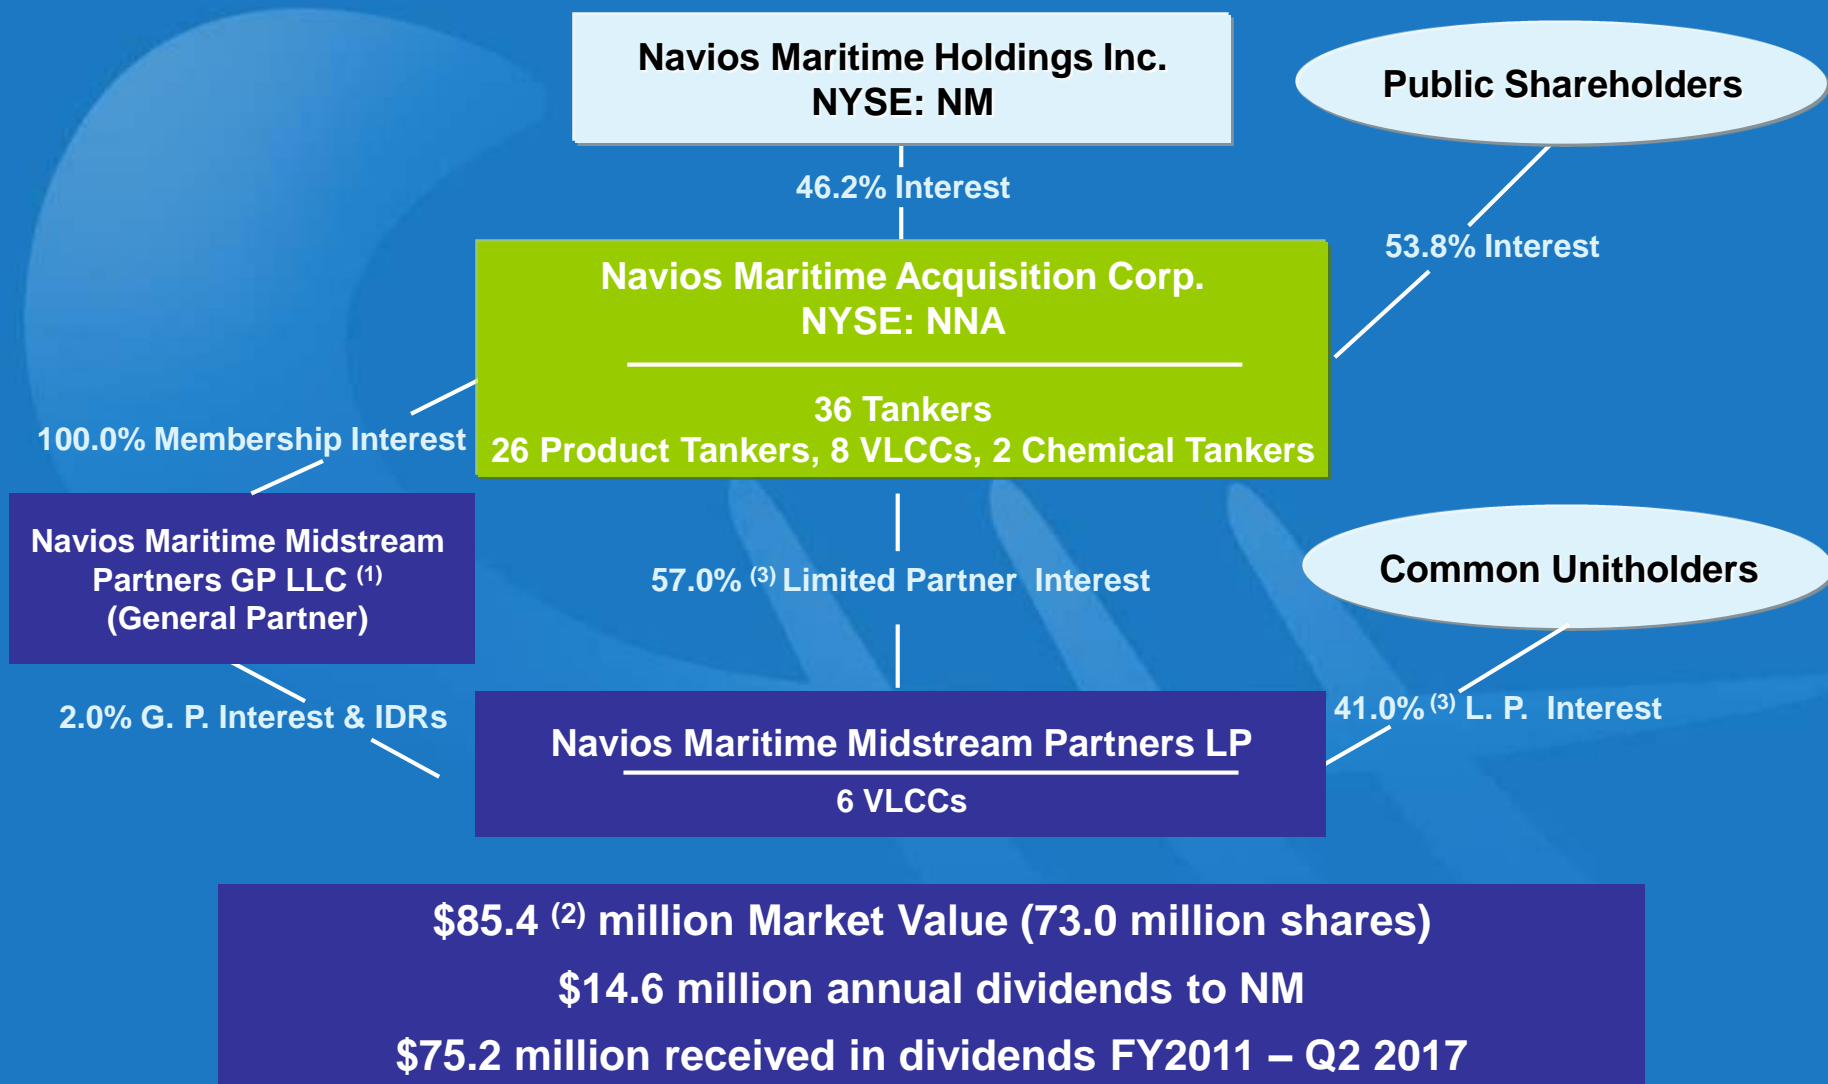 Navios Maritime Holdings Inc.
NYSE: NM
Public Shareholders
46.2% Interest
53.8% Interest
Navios Maritime Acquisition Corp.
NYSE: NNA
36 Tankers
26 Product Tankers, 8 VLCCs, 2 Chemical Tankers
100.0% Membership Interest
Navios Maritime Midstream
Partners GP LLC (1)
(General Partner)
57.0% (3) Limited Partner Interest
Common Unitholders
2.0% G. P. Interest & IDRs
41.0% (3) L. P. Interest
Navios Maritime Midstream Partners LP
6 VLCCs
$85.4 (2) million Market Value (73.0 million shares)
$14.6 million annual dividends to NM
$75.2 million received in dividends FY2011 – Q2 2017